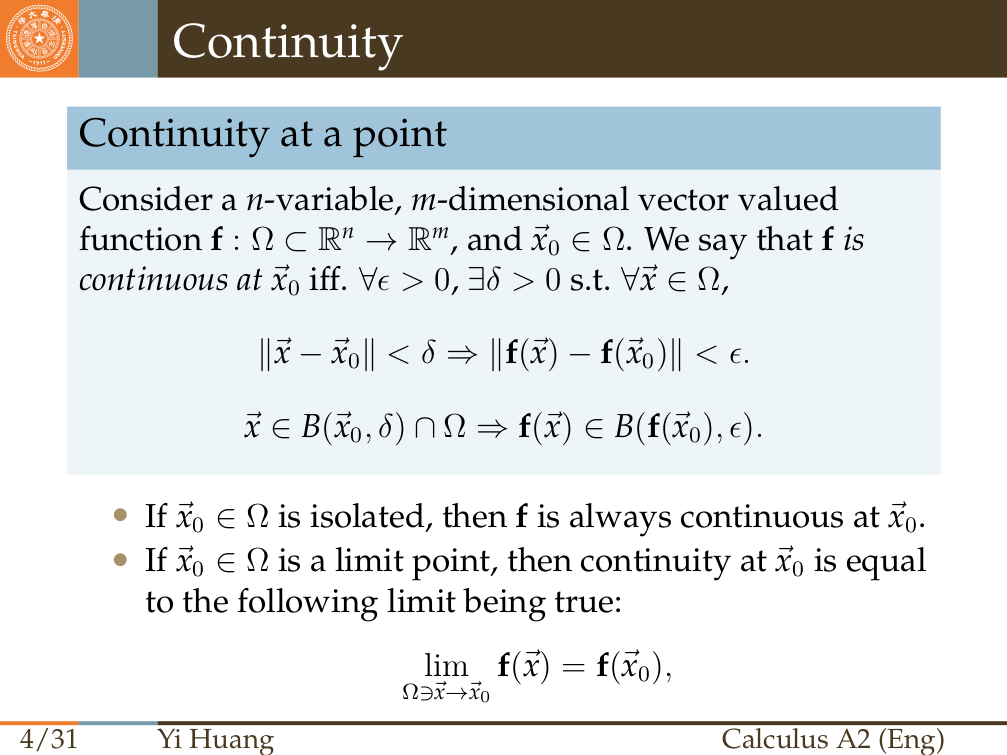 Continuity
Continuity at a point
Consider a n-variable, m-dimensional vector valued
function f : Ω ⊂ ℝⁿ → ℝᵐ, and x⃗₀ ∈ Ω. We say that f is
continuous at x⃗₀ iff. ∀ϵ > 0, ∃δ > 0 s.t. ∀x⃗ ∈ Ω,
‖x⃗ − x⃗₀‖ < δ ⇒ ‖f(x⃗) − f(x⃗₀)‖ < ϵ.
x⃗ ∈ B(x⃗₀, δ) ∩ Ω ⇒ f(x⃗) ∈ B(f(x⃗₀), ϵ).
• If x⃗₀ ∈ Ω is isolated, then f is always continuous at x⃗₀.
• If x⃗₀ ∈ Ω is a limit point, then continuity at x⃗₀ is equal
to the following limit being true:
lim f(x⃗) = f(x⃗₀),
Ω∋x⃗→x⃗₀
4/31 Yi Huang Calculus A2 (Eng)